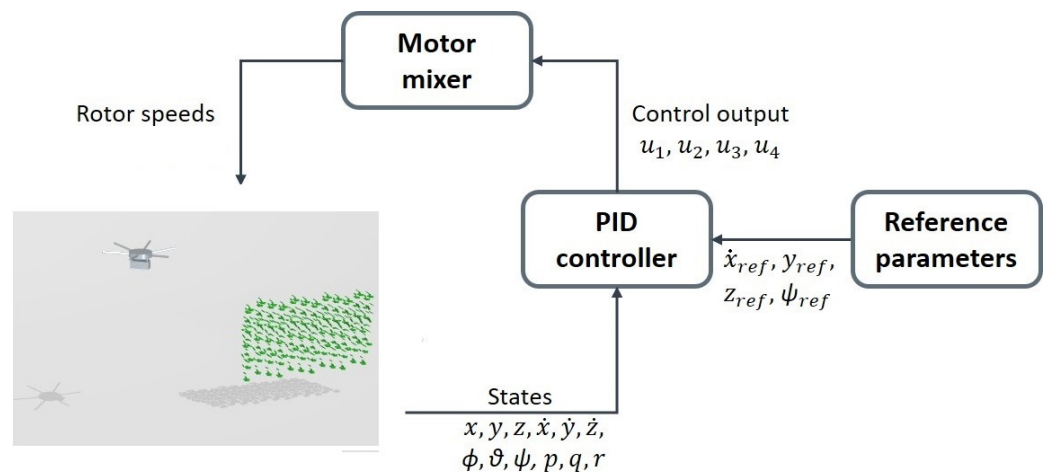 Motor
mixer
Rotor speeds
Control output
u₁, u₂, u₃, u₄
PID
controller
Reference
parameters
ẋ_ref, y_ref,
z_ref, ψ_ref
States
x, y, z, ẋ, ẏ, ż,
ϕ, ϑ, ψ, p, q, r